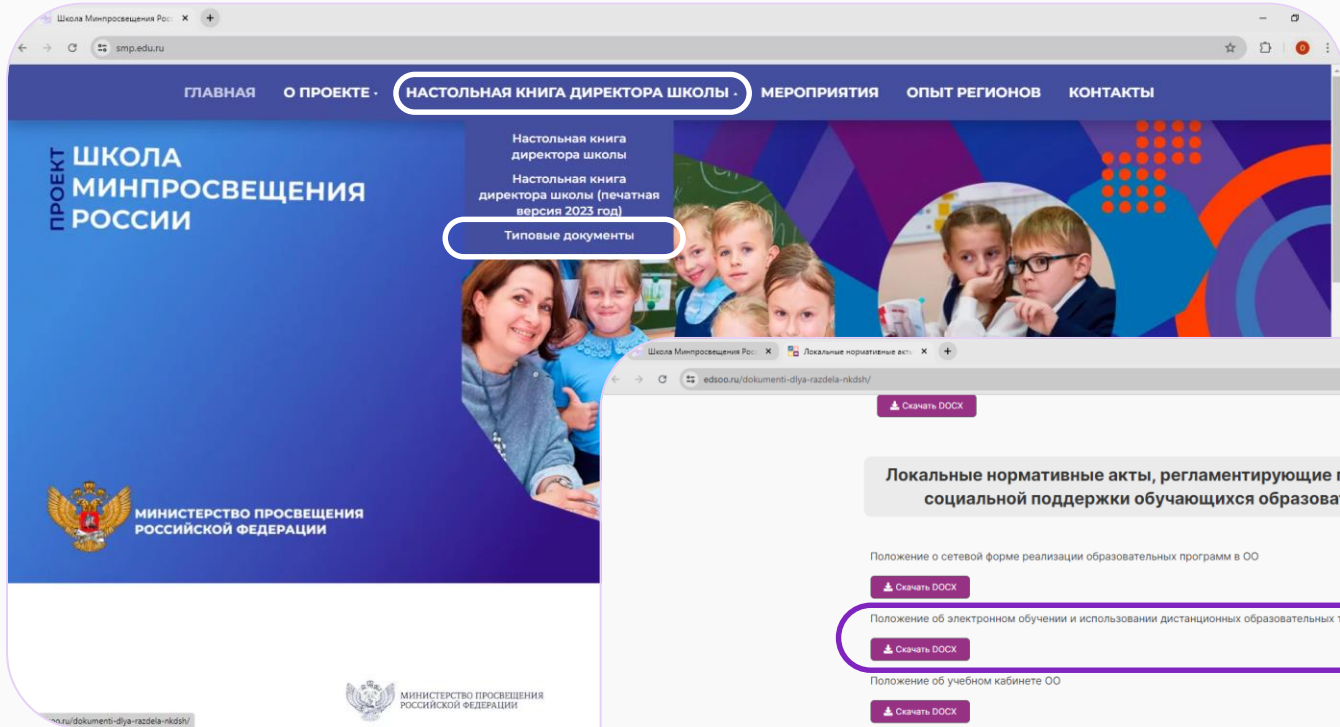 Школа Минпросвещения Рос
smp.edu.ru
ГЛАВНАЯ О ПРОЕКТЕ НАСТОЛЬНАЯ КНИГА ДИРЕКТОРА ШКОЛЫ МЕРОПРИЯТИЯ ОПЫТ РЕГИОНОВ КОНТАКТЫ
ПРОЕКТ
ШКОЛА
МИНПРОСВЕЩЕНИЯ
РОССИИ
Настольная книга
директора школы
Настольная книга
директора школы (печатная
версия 2023 год)
Типовые документы
МИНИСТЕРСТВО ПРОСВЕЩЕНИЯ
РОССИЙСКОЙ ФЕДЕРАЦИИ
МИНИСТЕРСТВО ПРОСВЕЩЕНИЯ
РОССИЙСКОЙ ФЕДЕРАЦИИ
oo.ru/dokumenti-dlya-razdela-nkdsh/
Школа Минпросвещения Рос Локальные нормативные акты
edsoo.ru/dokumenti-dlya-razdela-nkdsh/
Скачать DOCX
Локальные нормативные акты, регламентирующие
социальной поддержки обучающихся образова
Положение о сетевой форме реализации образовательных программ в ОО
Скачать DOCX
Положение об электронном обучении и использовании дистанционных образовательных
Скачать DOCX
Положение об учебном кабинете ОО
Скачать DOCX